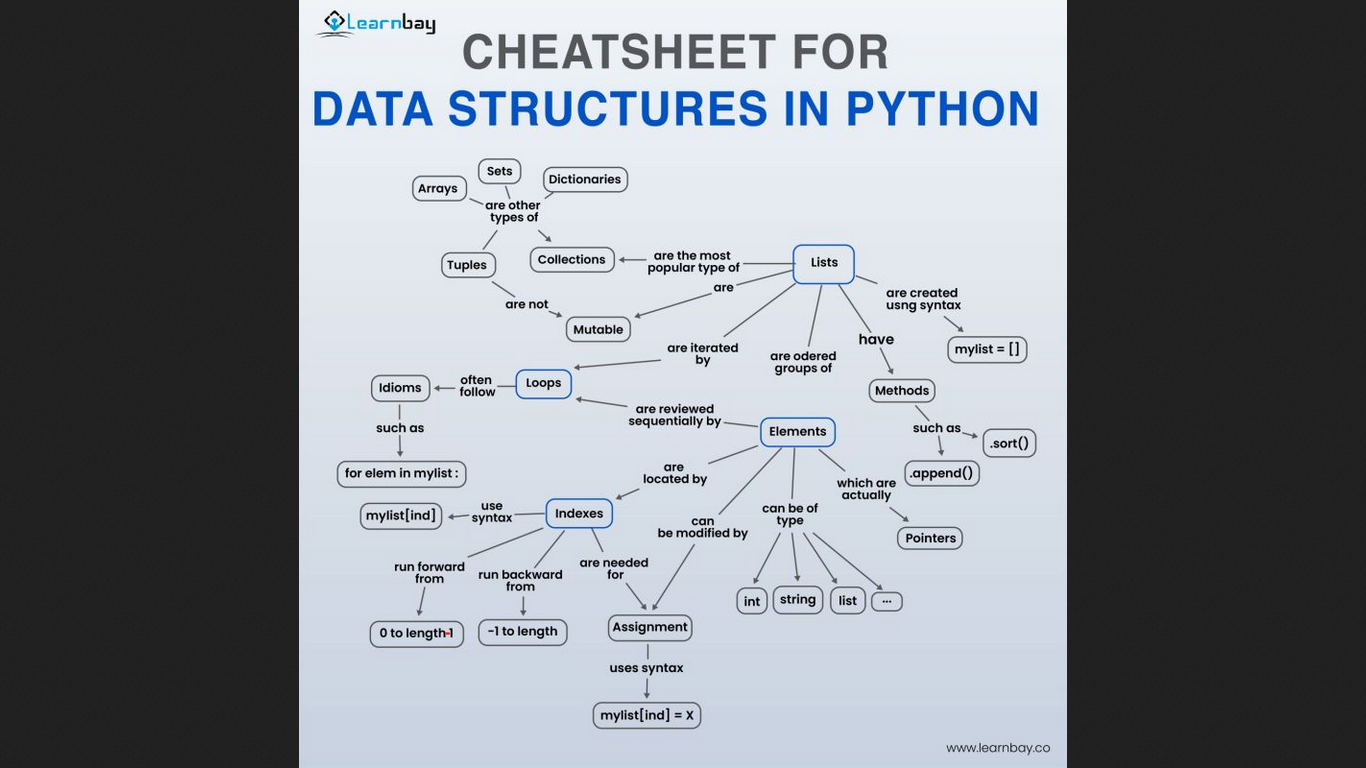 Learnbay
CHEATSHEET FOR
DATA STRUCTURES IN PYTHON
Sets
Arrays
Dictionaries
are other
types of
Tuples
Collections
are the most
popular type of
Lists
are
are not
Mutable
are created
usng syntax
mylist = []
have
are iterated
by
are odered
groups of
Methods
Idioms
often
follow
Loops
such as
are reviewed
sequentially by
Elements
such as
.sort()
.append()
for elem in mylist :
are
located by
which are
actually
mylist[ind]
use
syntax
Indexes
can
be modified by
can be of
type
Pointers
run forward
from
run backward
from
are needed
for
int
string
list
...
0 to length-1
-1 to length
Assignment
uses syntax
mylist[ind] = X
www.learnbay.co